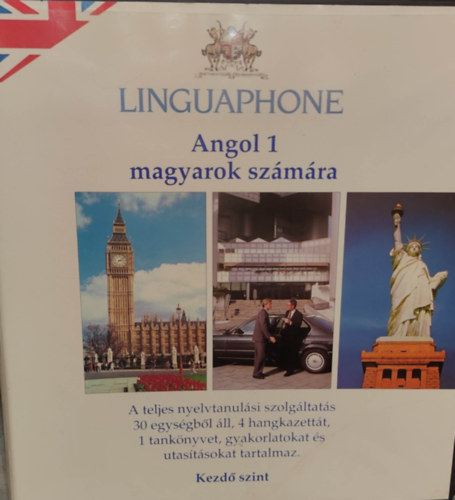 LINGUAPHONE
Angol 1
magyarok számára
A teljes nyelvtanulási szolgáltatás
30 egységből áll, 4 hangkazettát,
1 tankönyvet, gyakorlatokat és
utasításokat tartalmaz.
Kezdő szint